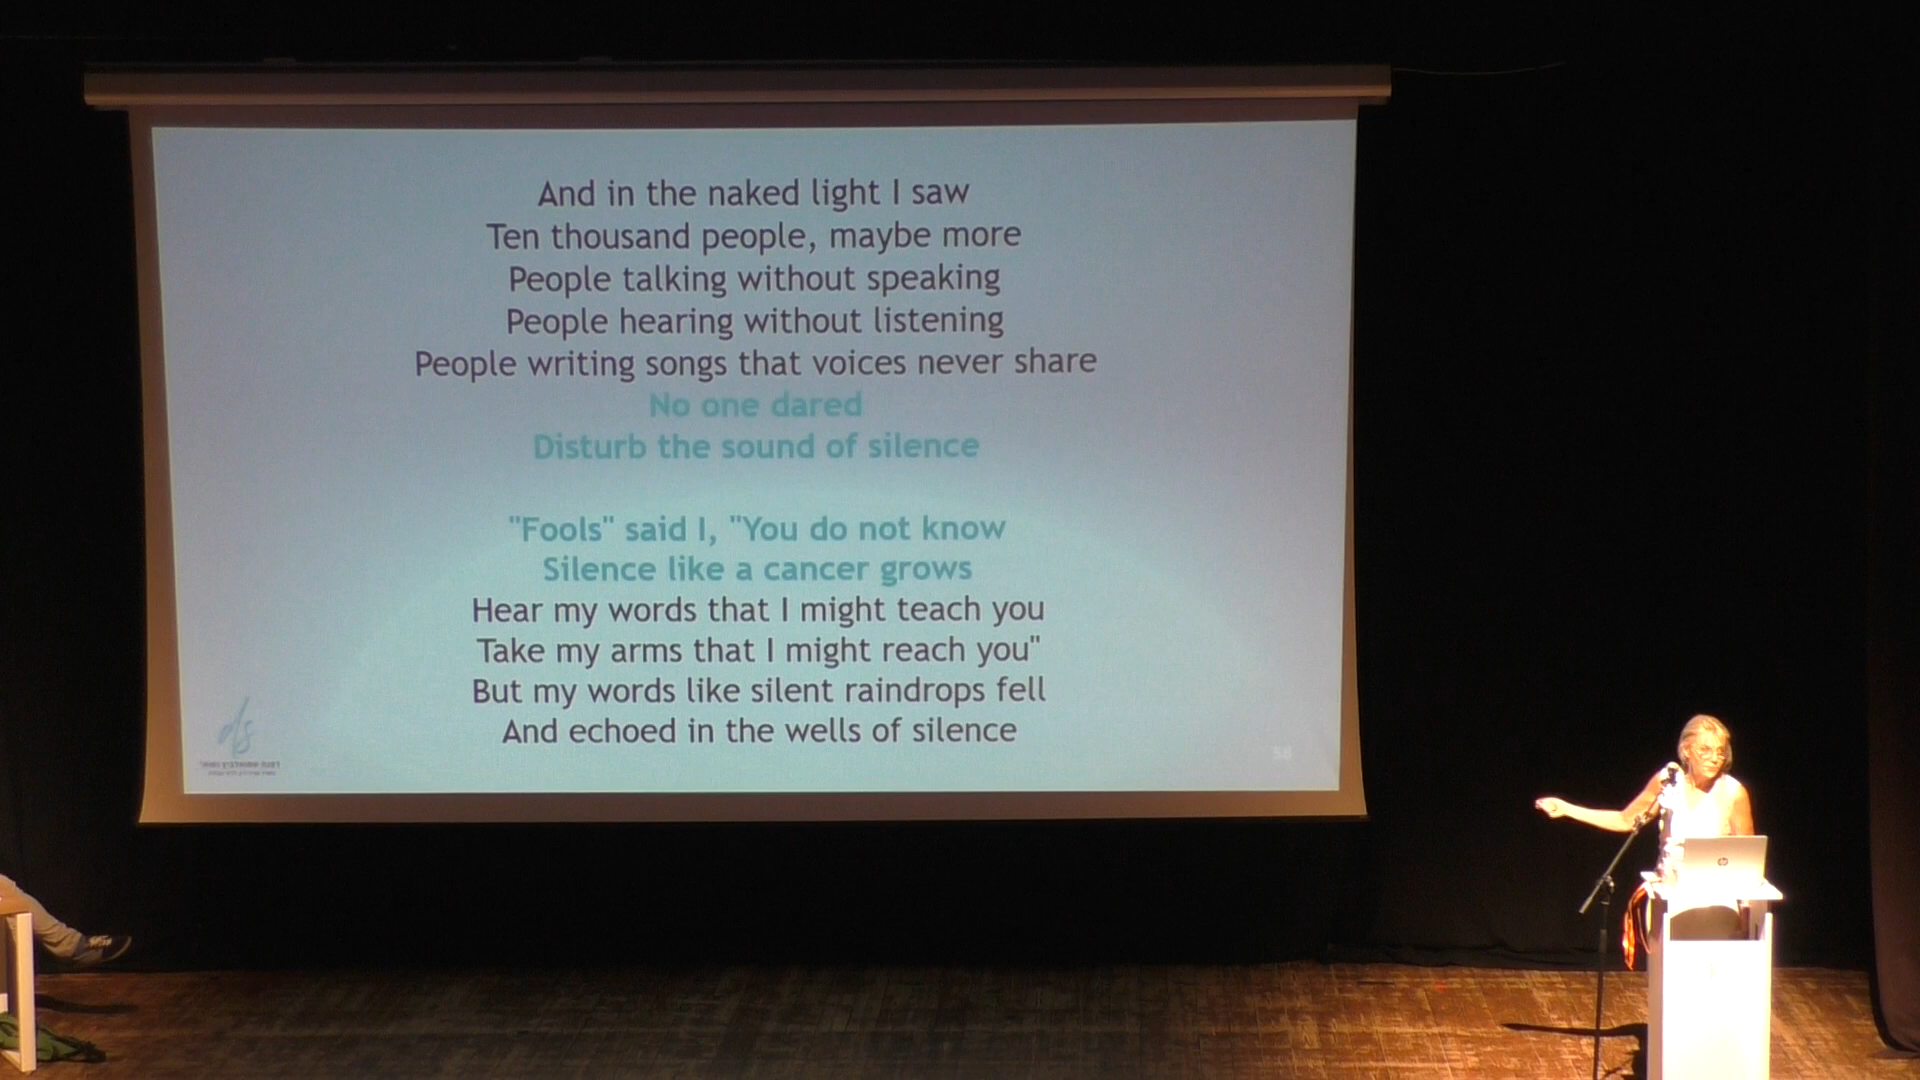 And in the naked light I saw
Ten thousand people, maybe more
People talking without speaking
People hearing without listening
People writing songs that voices never share
No one dared
Disturb the sound of silence
"Fools" said I, "You do not know
Silence like a cancer grows
Hear my words that I might teach you
Take my arms that I might reach you"
But my words like silent raindrops fell
And echoed in the wells of silence
ds
58
hp